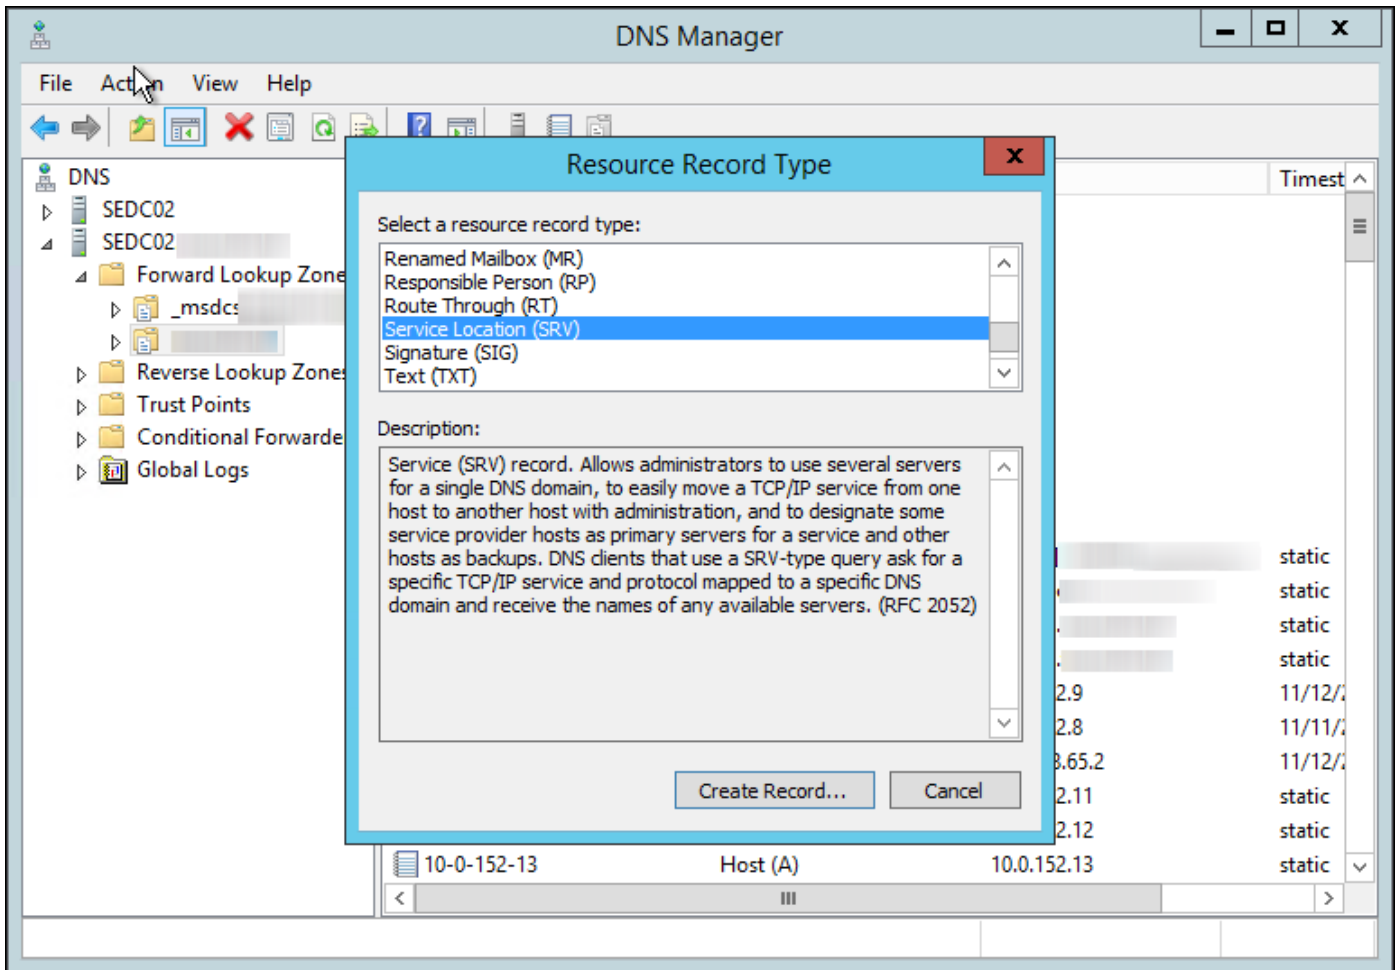 DNS Manager
File Action View Help
DNS
SEDC02
SEDC02
Forward Lookup Zone
_msdcs
Reverse Lookup Zones
Trust Points
Conditional Forwarde
Global Logs
Resource Record Type
x
Select a resource record type:
Renamed Mailbox (MR)
Responsible Person (RP)
Route Through (RT)
Service Location (SRV)
Signature (SIG)
Text (TXT)
Description:
Service (SRV) record. Allows administrators to use several servers
for a single DNS domain, to easily move a TCP/IP service from one
host to another host with administration, and to designate some
service provider hosts as primary servers for a service and other
hosts as backups. DNS clients that use a SRV-type query ask for a
specific TCP/IP service and protocol mapped to a specific DNS
domain and receive the names of any available servers. (RFC 2052)
Create Record...
Cancel
Timest
static
static
static
static
2.9 11/12/2
2.8 11/11/2
3.65.2 11/12/2
2.11 static
2.12 static
10-0-152-13 Host (A) 10.0.152.13 static